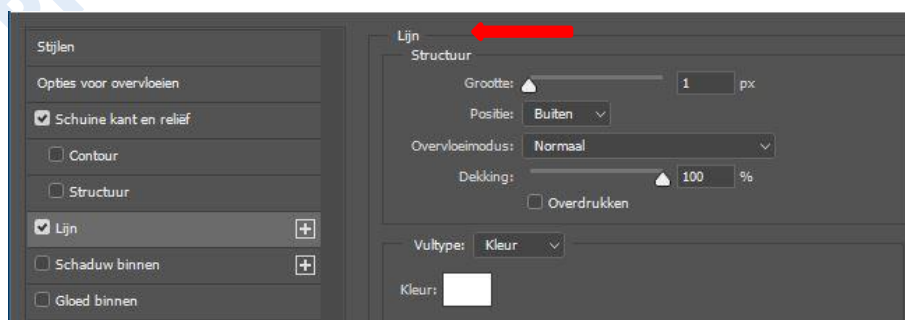 Stijlen
Opties voor overvloeien
Schuine kant en reliëf
Contour
Structuur
Lijn
Schaduw binnen
Gloed binnen
Lijn
Structuur
Grootte: 1 px
Positie: Buiten
Overvloeimodus: Normaal
Dekking: 100 %
Overdrukken
Vultype: Kleur
Kleur: